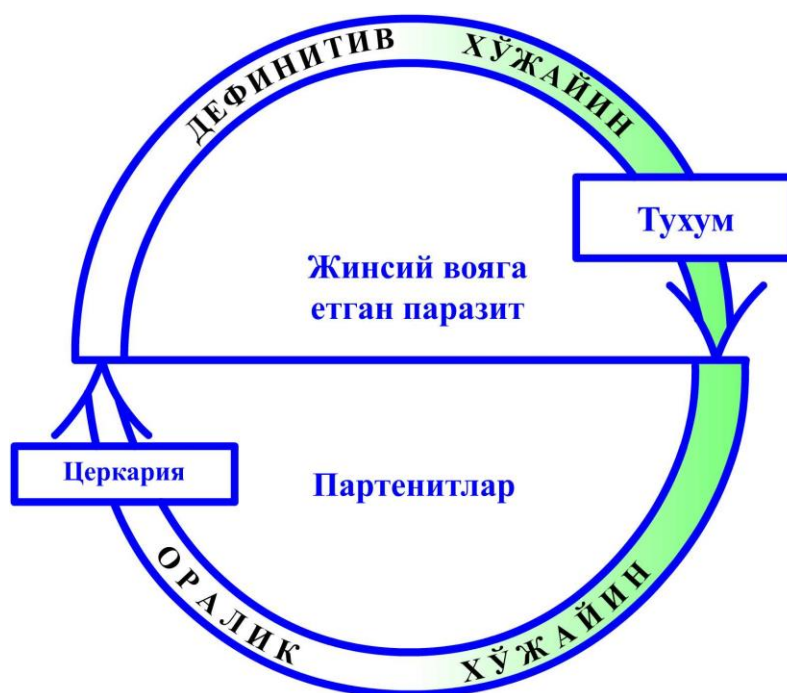 ДЕФИНИТИВ ХЎЖАЙИН
Тухум
Жинсий вояга
етган паразит
Церкария
Партенитлар
ОРАЛИК ХЎЖАЙИН